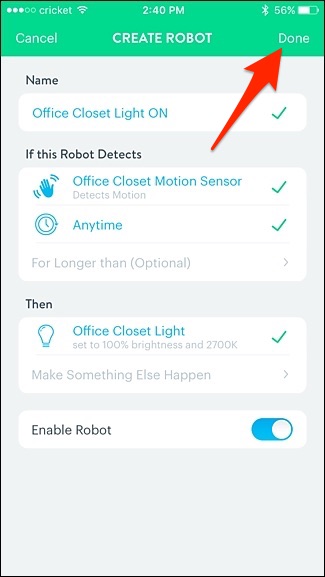 cricket 2:40 PM 56%
Cancel CREATE ROBOT Done
Name
Office Closet Light ON
If this Robot Detects
Office Closet Motion Sensor
Detects Motion
Anytime
For Longer than (Optional)
Then
Office Closet Light
set to 100% brightness and 2700K
Make Something Else Happen
Enable Robot